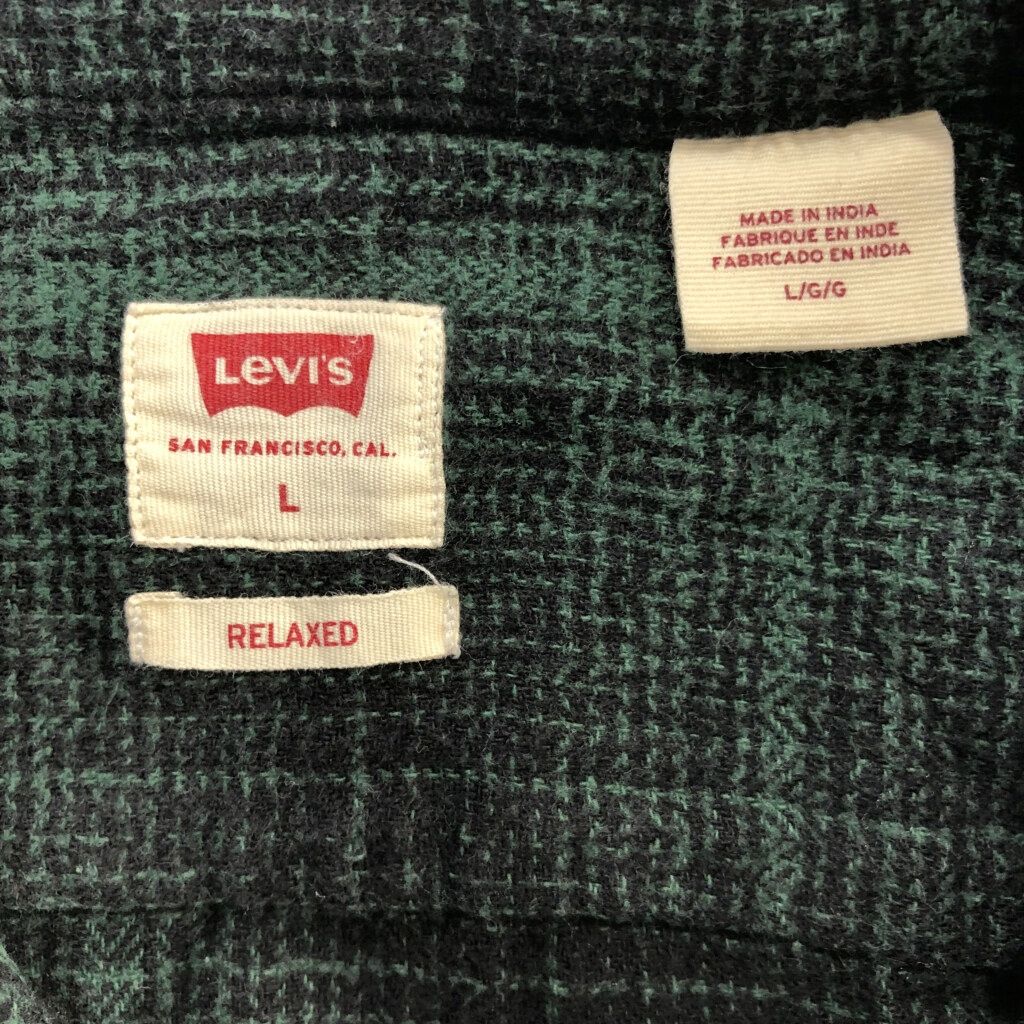 MADE IN INDIA
FABRIQUE EN INDE
FABRICADO EN INDIA
L/G/G
Levi's
SAN FRANCISCO, CAL.
L
RELAXED